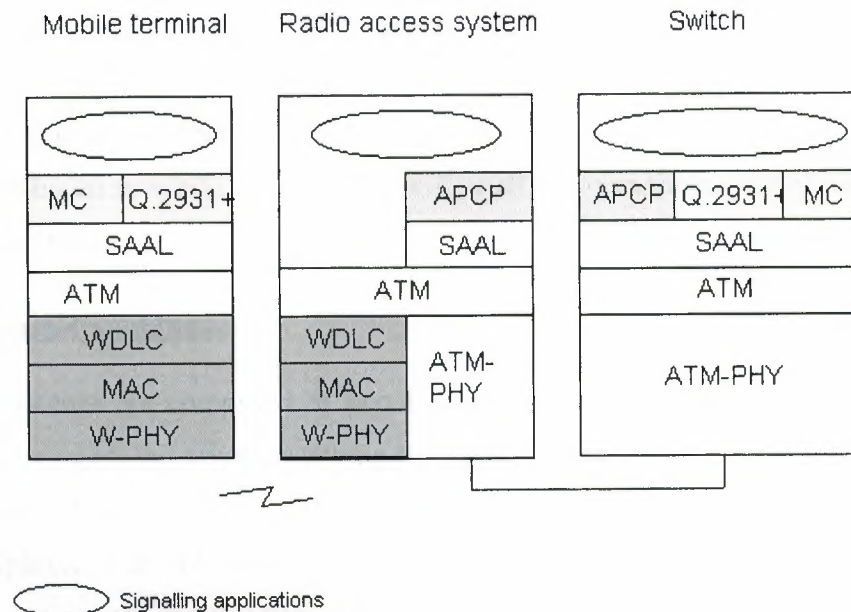 Mobile terminal Radio access system Switch
MC Q.2931+ APCP APCP Q.2931+ MC
SAAL SAAL SAAL
ATM ATM ATM
WDLC WDLC ATM-PHY ATM-PHY
MAC MAC
W-PHY W-PHY
Signalling applications